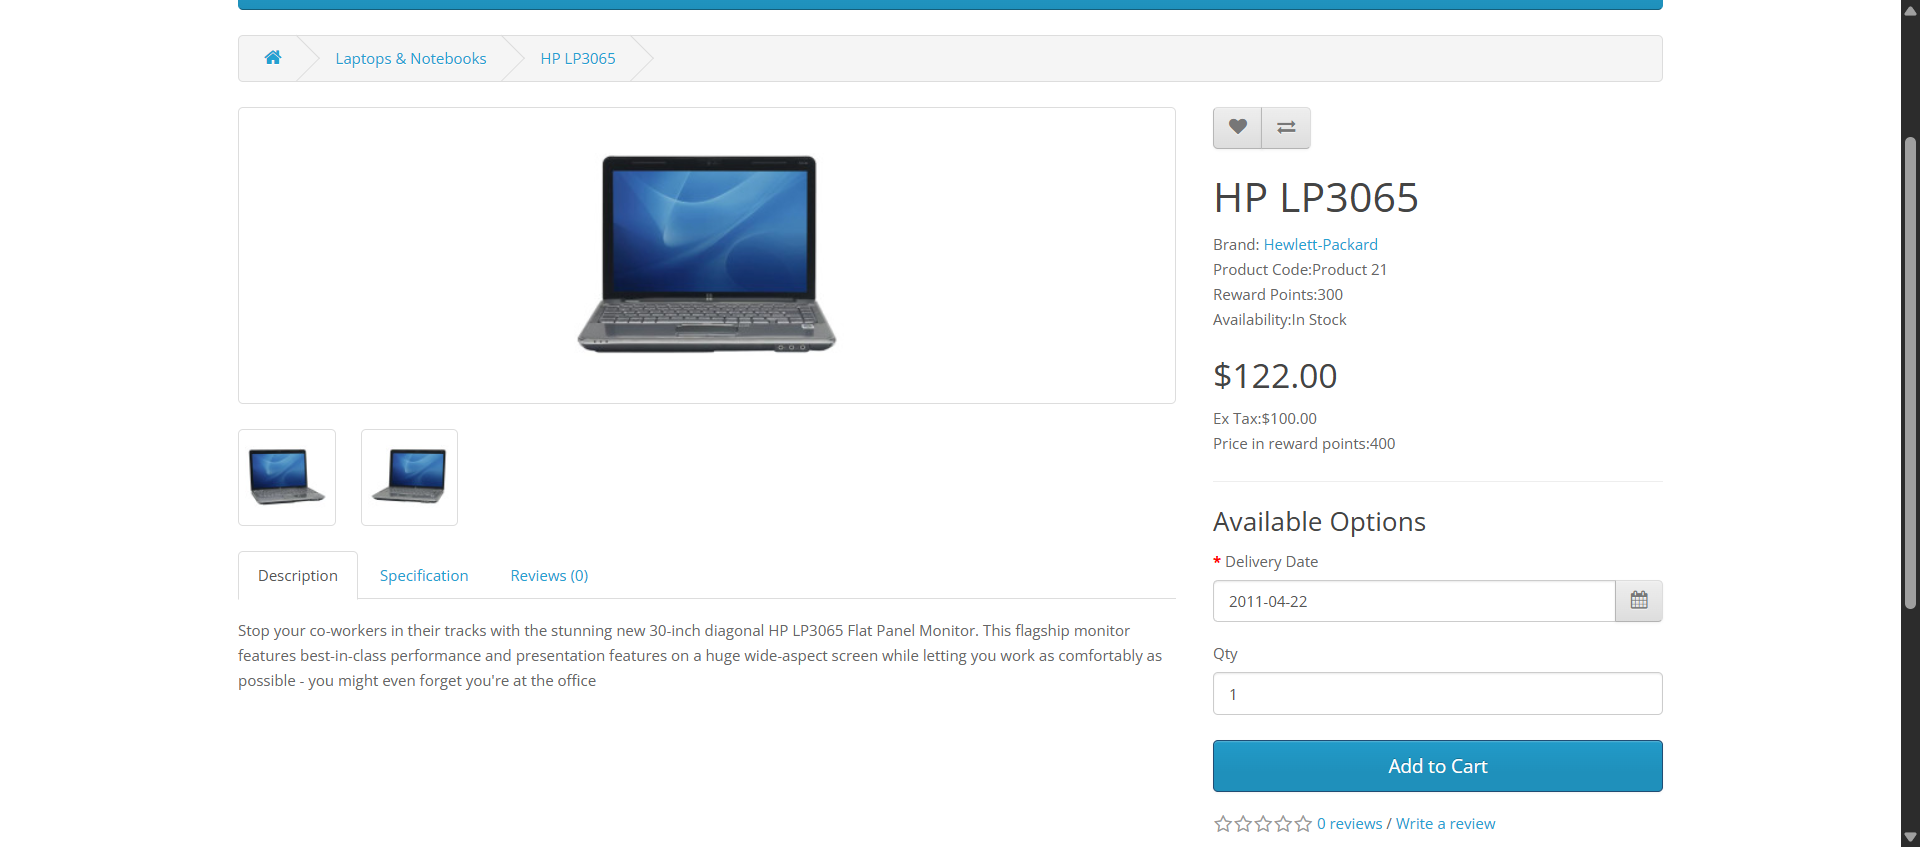 Laptops & Notebooks
HP LP3065
HP LP3065
Brand: Hewlett-Packard
Product Code:Product 21
Reward Points:300
Availability:In Stock
$122.00
Ex Tax:$100.00
Price in reward points:400
Available Options
* Delivery Date
2011-04-22
Qty
1
Add to Cart
0 reviews / Write a review
Description
Specification
Reviews (0)
Stop your co-workers in their tracks with the stunning new 30-inch diagonal HP LP3065 Flat Panel Monitor. This flagship monitor
features best-in-class performance and presentation features on a huge wide-aspect screen while letting you work as comfortably as
possible - you might even forget you're at the office